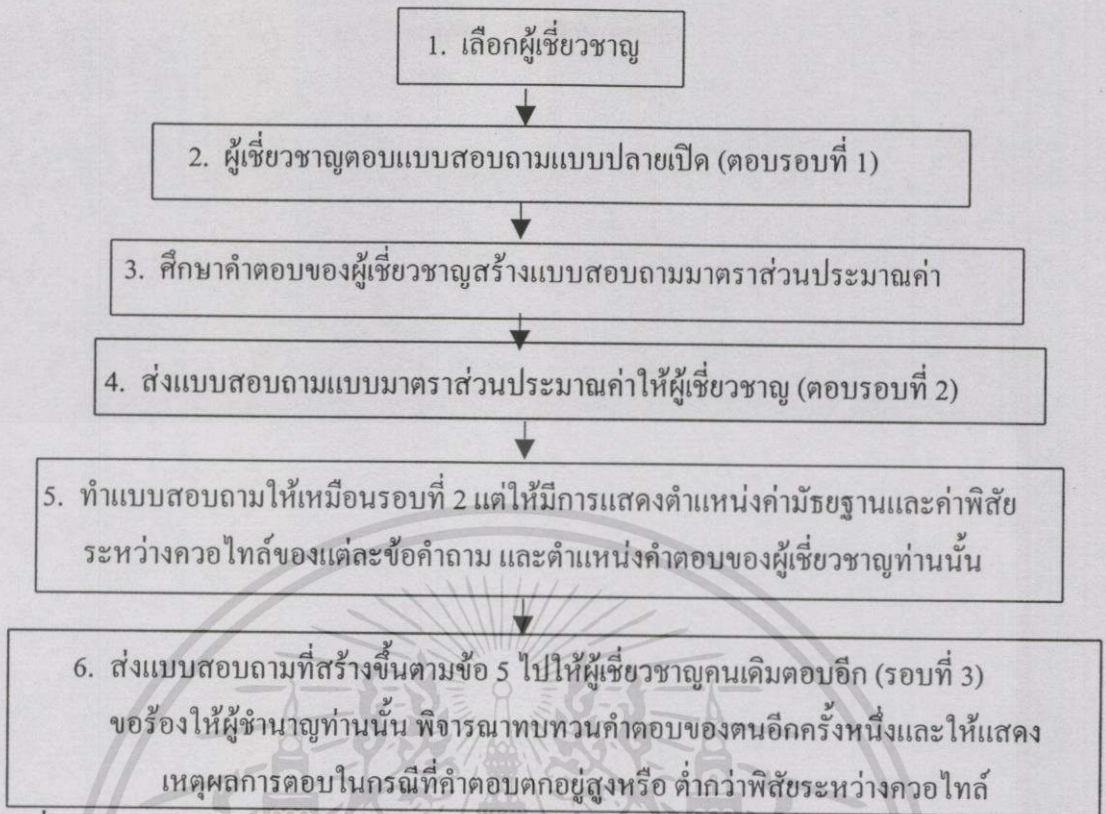 1. เลือกผู้เชี่ยวชาญ
2. ผู้เชี่ยวชาญตอบแบบสอบถามแบบปลายเปิด (ตอบรอบที่ 1)
3. ศึกษาคำตอบของผู้เชี่ยวชาญสร้างแบบสอบถามมาตราส่วนประมาณค่า
4. ส่งแบบสอบถามแบบมาตราส่วนประมาณค่าให้ผู้เชี่ยวชาญ (ตอบรอบที่ 2)
5. ทำแบบสอบถามให้เหมือนรอบที่ 2 แต่ให้มีการแสดงตำแหน่งค่ามัธยฐานและค่าพิสัย
ระหว่างควอไทล์ของแต่ละข้อคำถาม และตำแหน่งคำตอบของผู้เชี่ยวชาญท่านนั้น
6. ส่งแบบสอบถามที่สร้างขึ้นตามข้อ 5 ไปให้ผู้เชี่ยวชาญคนเดิมตอบอีก (รอบที่ 3)
ขอร้องให้ผู้ชำนาญท่านนั้น พิจารณาทบทวนคำตอบของตนอีกครั้งหนึ่งและให้แสดง
เหตุผลการตอบในกรณีที่คำตอบตกอยู่สูงหรือ ต่ำกว่าพิสัยระหว่างควอไทล์